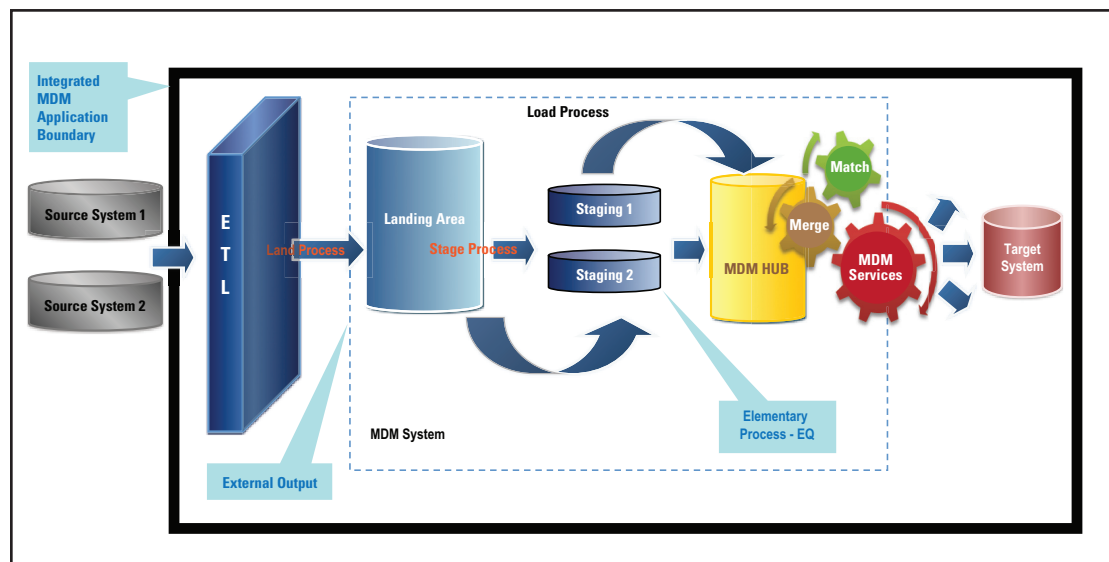 Integrated
MDM
Application
Boundary
Load Process
Source System 1
Source System 2
E
T
L
Land Process
Landing Area
Stage Process
Staging 1
Staging 2
MDM HUB
Match
Merge
MDM
Services
Target
System
MDM System
Elementary
Process - EQ
External Output